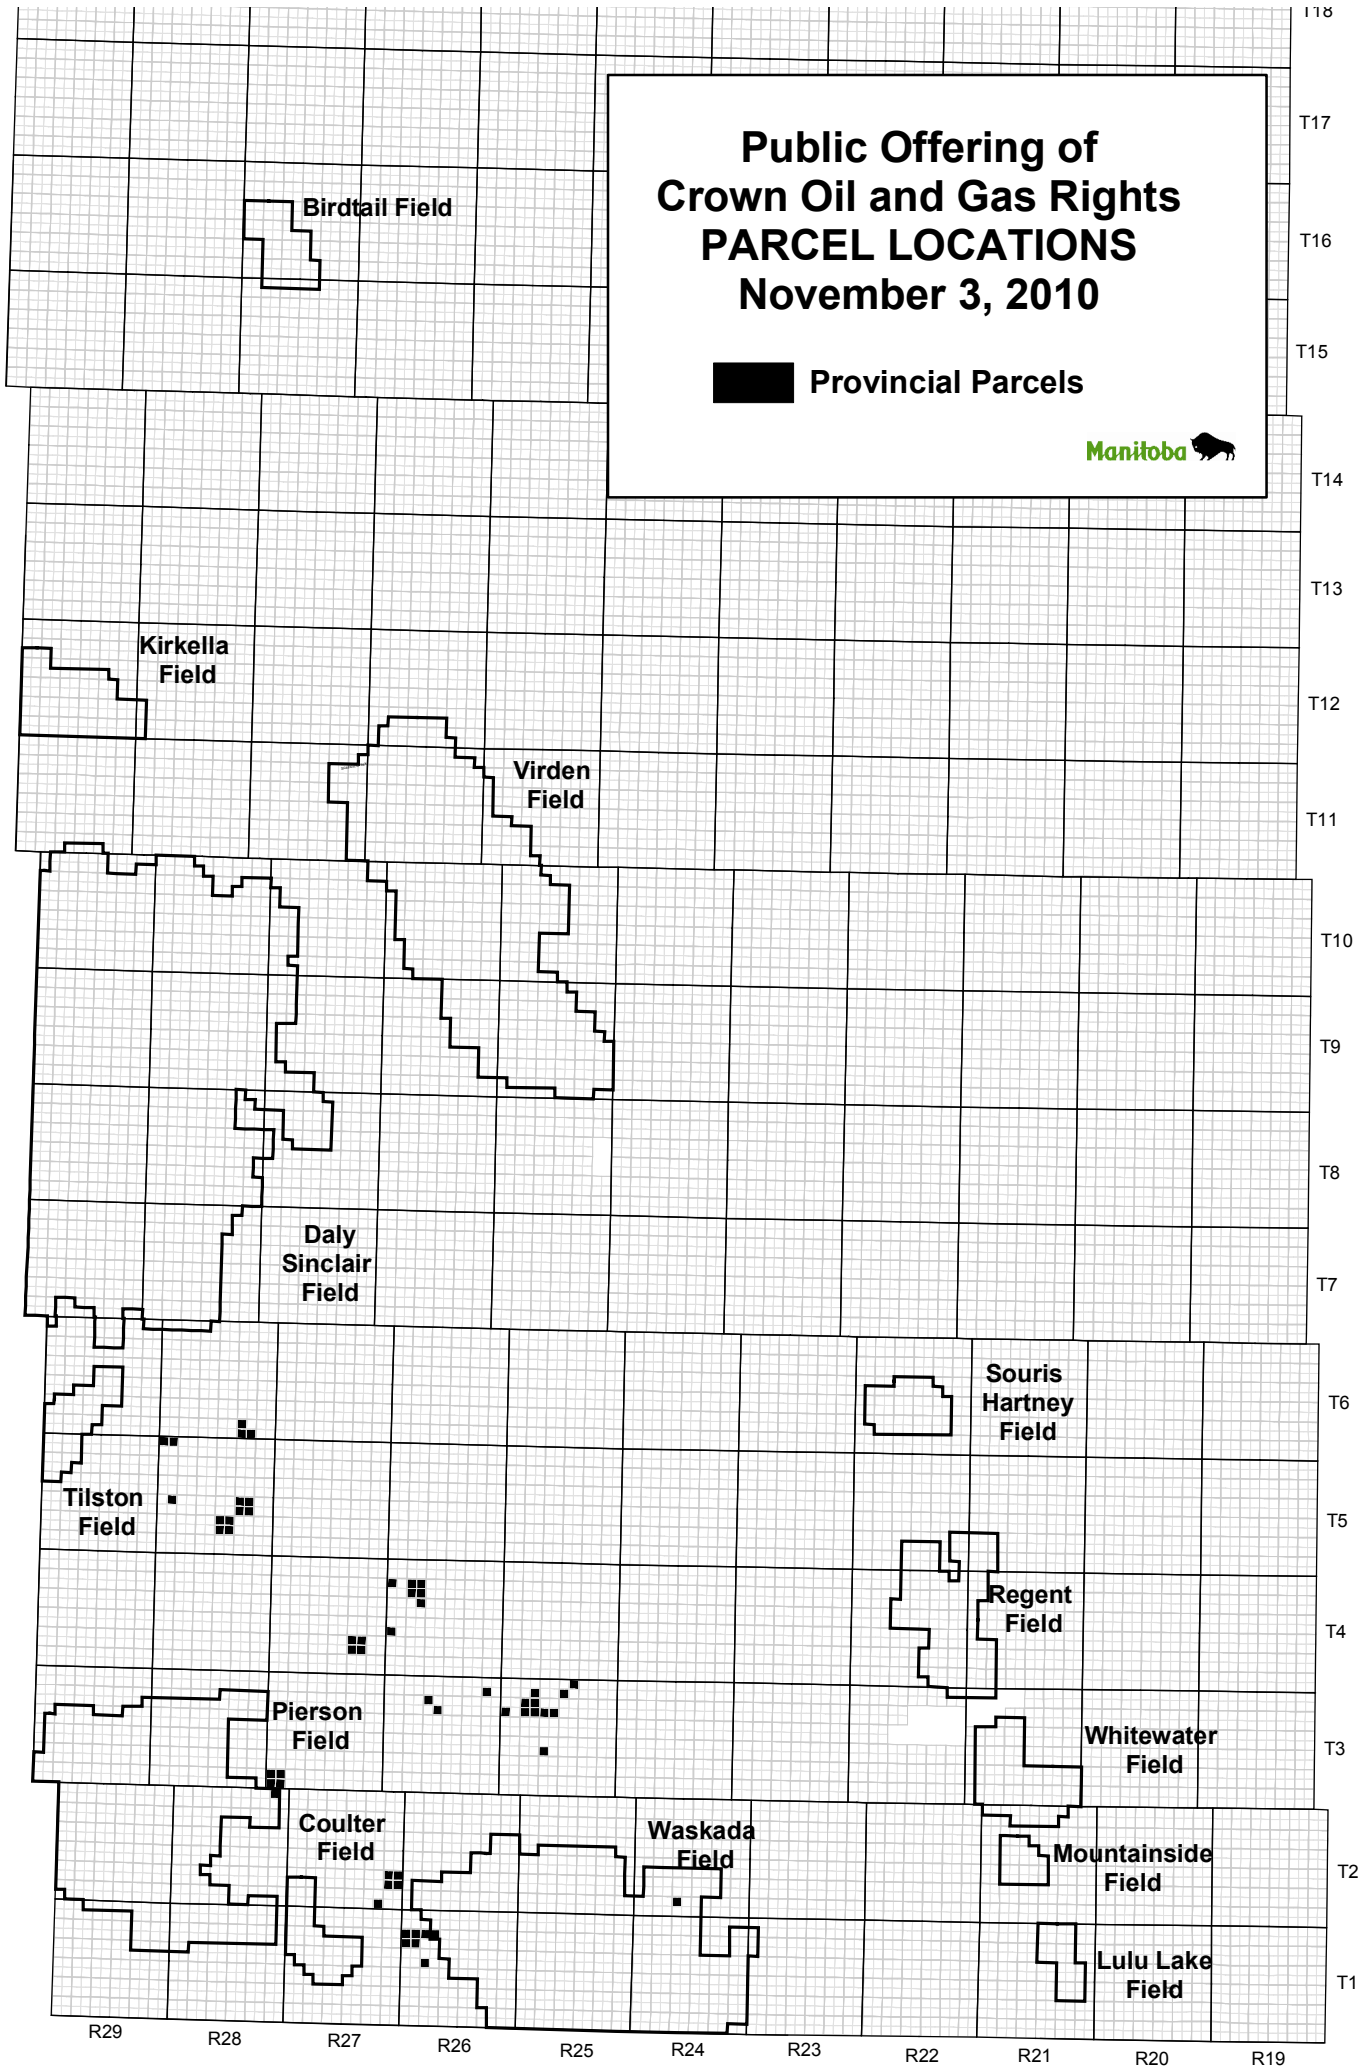 T18
Public Offering of
Crown Oil and Gas Rights
PARCEL LOCATIONS
November 3, 2010
Provincial Parcels
Manitoba
T17
Birdtail Field
T16
T15
T14
T13
Kirkella
Field
T12
Virden
Field
T11
T10
T9
T8
Daly
Sinclair
Field
T7
Souris
Hartney
Field
T6
Tilston
Field
T5
Regent
Field
T4
Pierson
Field
Whitewater
Field
T3
Coulter
Field
Waskada
Field
Mountainside
Field
T2
Lulu Lake
Field
T1
R29
R28
R27
R26
R25
R24
R23
R22
R21
R20
R19